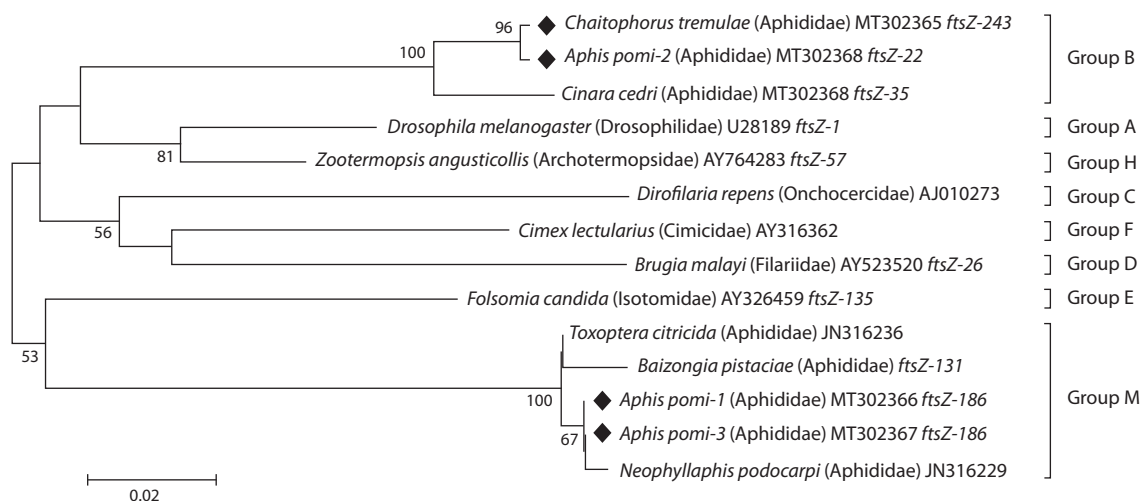 96
Chaitophorus tremulae (Aphididae) MT302365 ftsZ-243
100
Aphis pomi-2 (Aphididae) MT302368 ftsZ-22
Group B
Cinara cedri (Aphididae) MT302368 ftsZ-35
Drosophila melanogaster (Drosophilidae) U28189 ftsZ-1
Group A
81
Zootermopsis angusticollis (Archotermopsidae) AY764283 ftsZ-57
Group H
Dirofilaria repens (Onchocercidae) AJ010273
Group C
56
Cimex lectularius (Cimicidae) AY316362
Group F
Brugia malayi (Filariidae) AY523520 ftsZ-26
Group D
Folsomia candida (Isotomidae) AY326459 ftsZ-135
Group E
53
Toxoptera citricida (Aphididae) JN316236
Baizongia pistaciae (Aphididae) ftsZ-131
100
Aphis pomi-1 (Aphididae) MT302366 ftsZ-186
Group M
67
Aphis pomi-3 (Aphididae) MT302367 ftsZ-186
Neophyllaphis podocarpi (Aphididae) JN316229
0.02